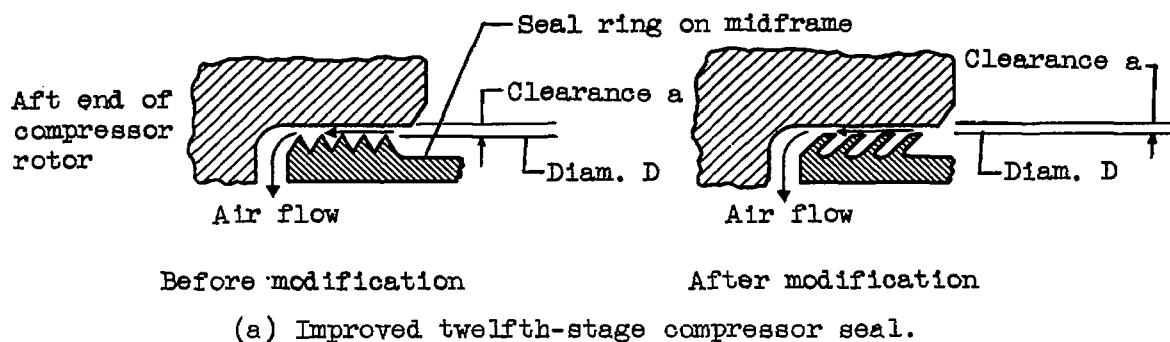 Seal ring on midframe
Aft end of
compressor
rotor
Clearance a
Diam. D
Air flow
Before modification
Clearance a
Diam. D
Air flow
After modification
(a) Improved twelfth-stage compressor seal.